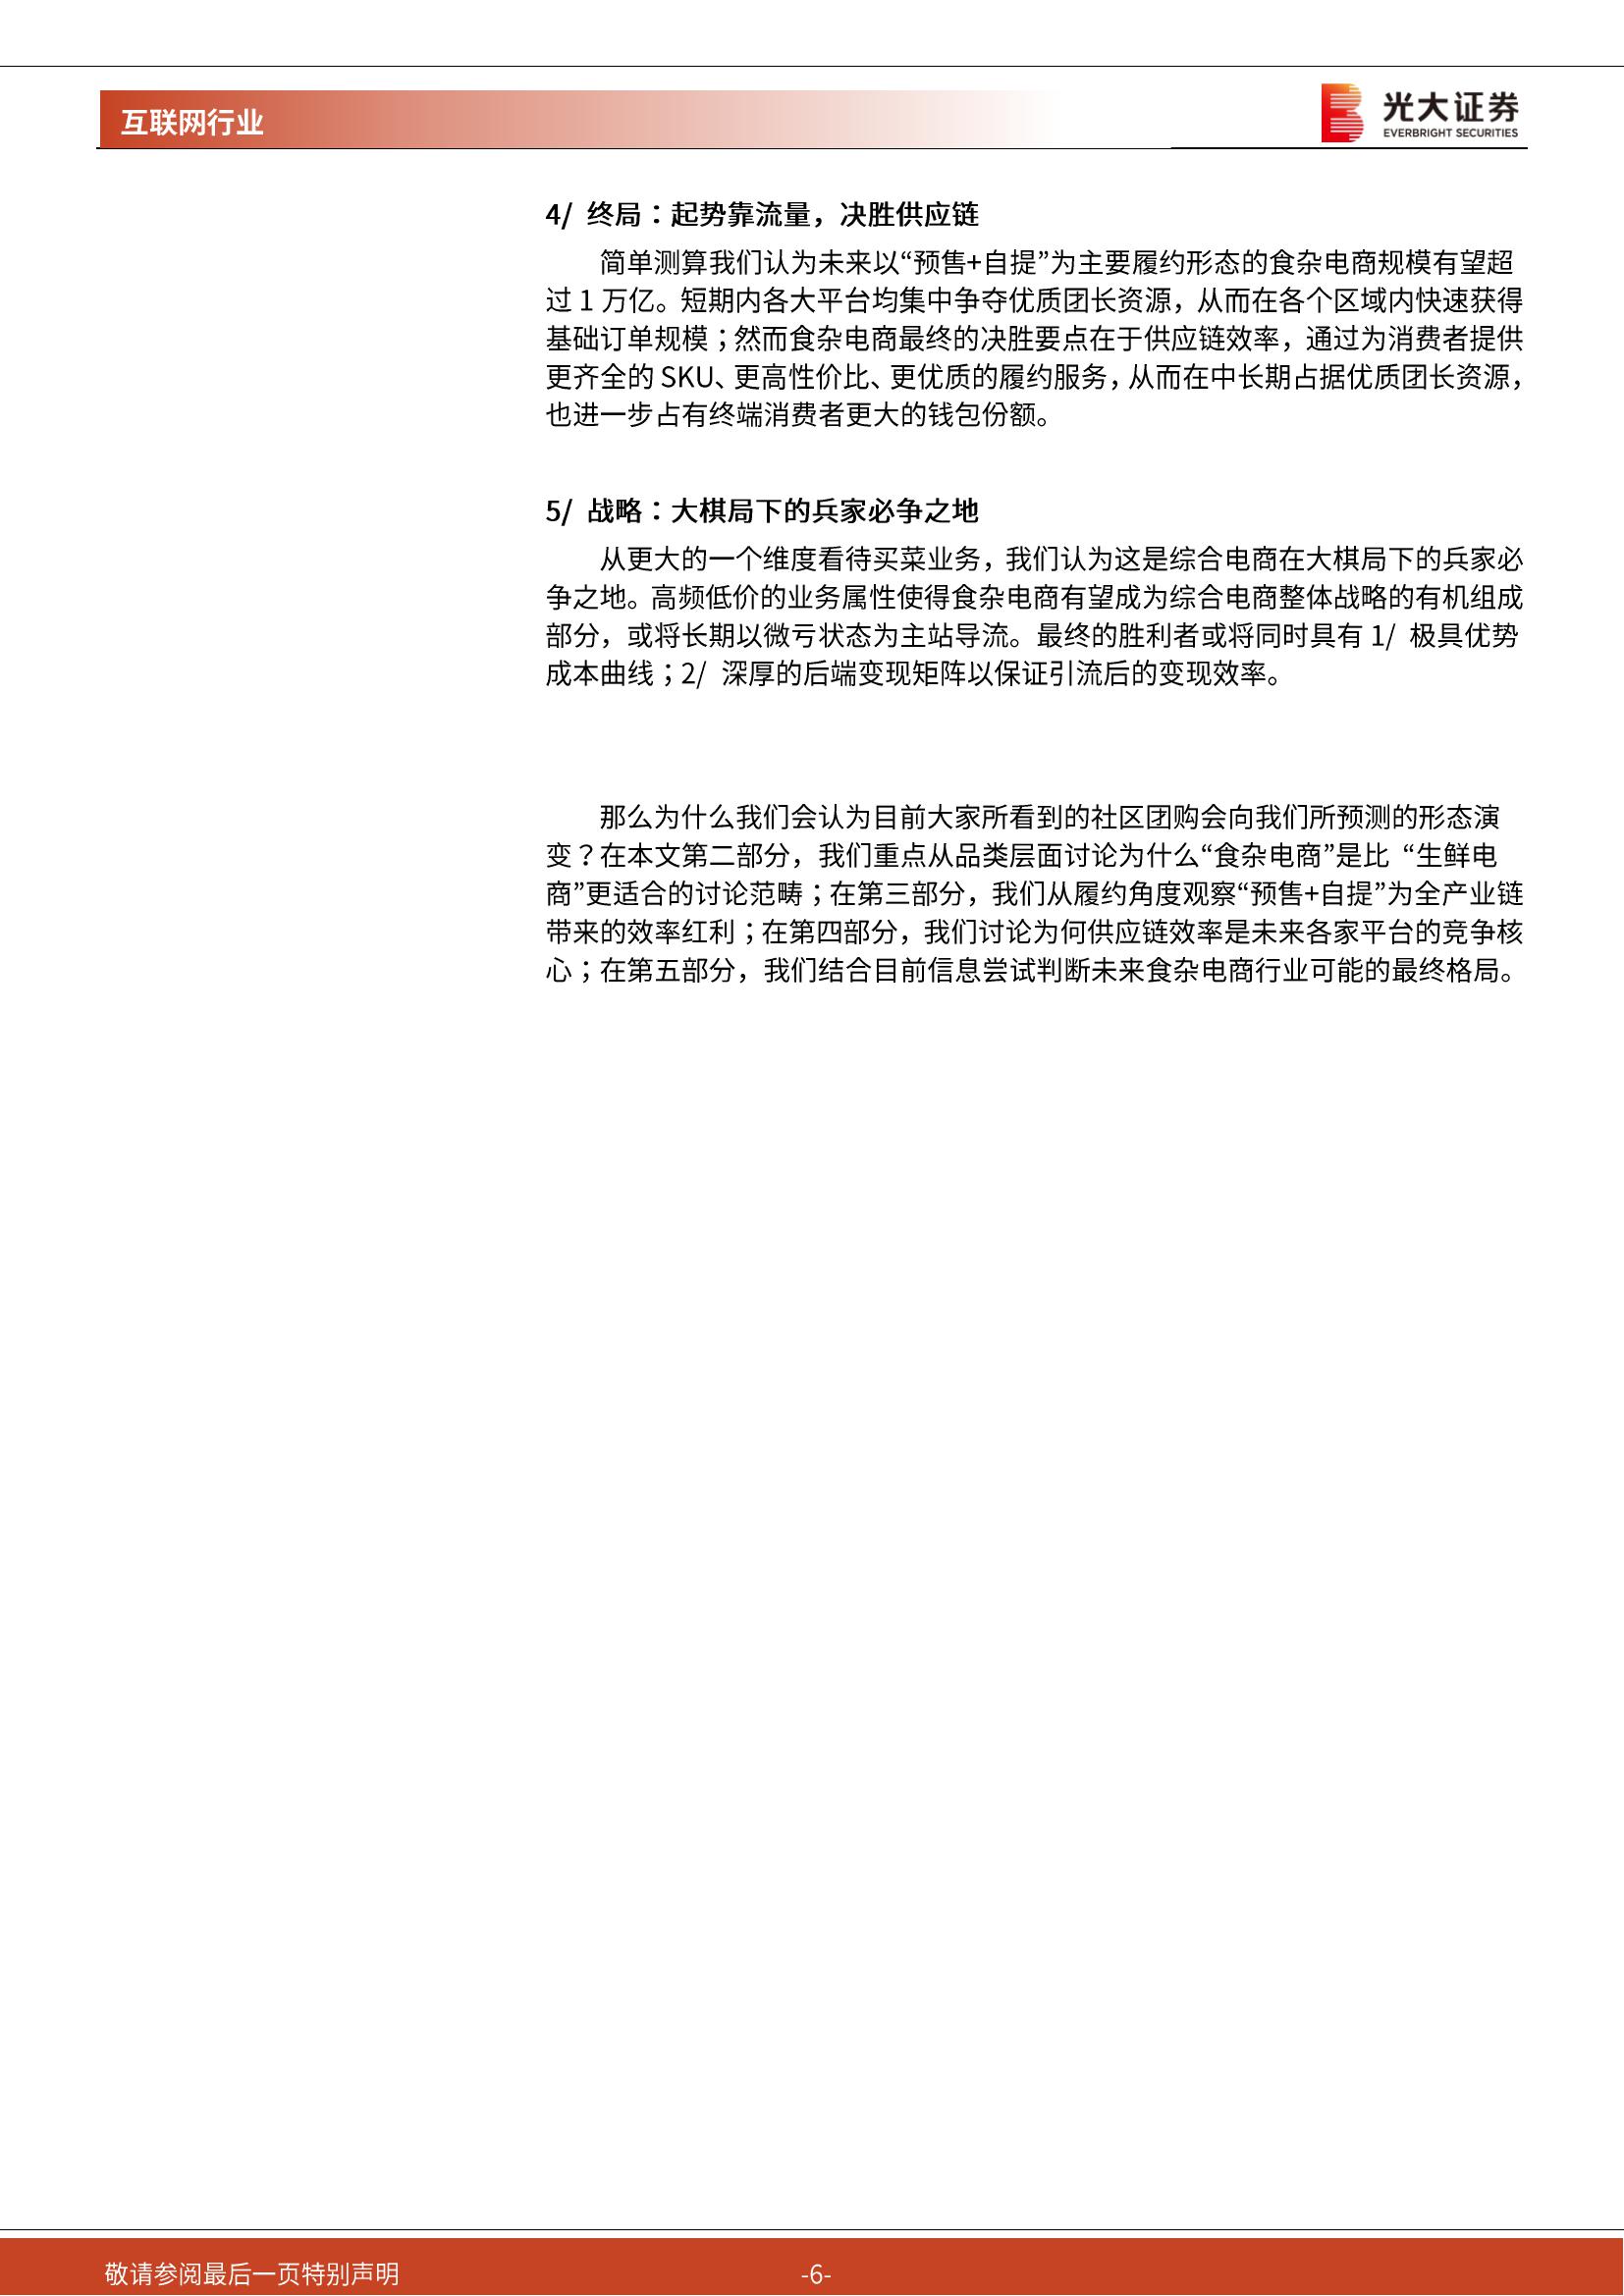 互联网行业
光大证券
EVERBRIGHT SECURITIES
4/ 终局：起势靠流量，决胜供应链
简单测算我们认为未来以“预售+自提”为主要履约形态的食杂电商规模有望超
过 1 万亿。短期内各大平台均集中争夺优质团长资源，从而在各个区域内快速获得
基础订单规模；然而食杂电商最终的决胜要点在于供应链效率，通过为消费者提供
更齐全的 SKU、更高性价比、更优质的履约服务，从而在中长期占据优质团长资源，
也进一步占有终端消费者更大的钱包份额。
5/ 战略：大棋局下的兵家必争之地
从更大的一个维度看待买菜业务，我们认为这是综合电商在大棋局下的兵家必
争之地。高频低价的业务属性使得食杂电商有望成为综合电商整体战略的有机组成
部分，或将长期以微亏状态为主站导流。最终的胜利者或将同时具有 1/ 极具优势
成本曲线；2/ 深厚的后端变现矩阵以保证引流后的变现效率。
那么为什么我们会认为目前大家所看到的社区团购会向我们所预测的形态演
变？在本文第二部分，我们重点从品类层面讨论为什么“食杂电商”是比 “生鲜电
商”更适合的讨论范畴；在第三部分，我们从履约角度观察“预售+自提”为全产业链
带来的效率红利；在第四部分，我们讨论为何供应链效率是未来各家平台的竞争核
心；在第五部分，我们结合目前信息尝试判断未来食杂电商行业可能的最终格局。
敬请参阅最后一页特别声明
-6-